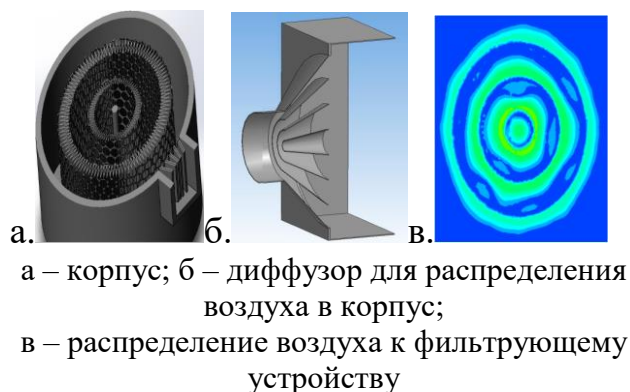 а. б. в.
а – корпус; б – диффузор для распределения
воздуха в корпус;
в – распределение воздуха к фильтрующему
устройству